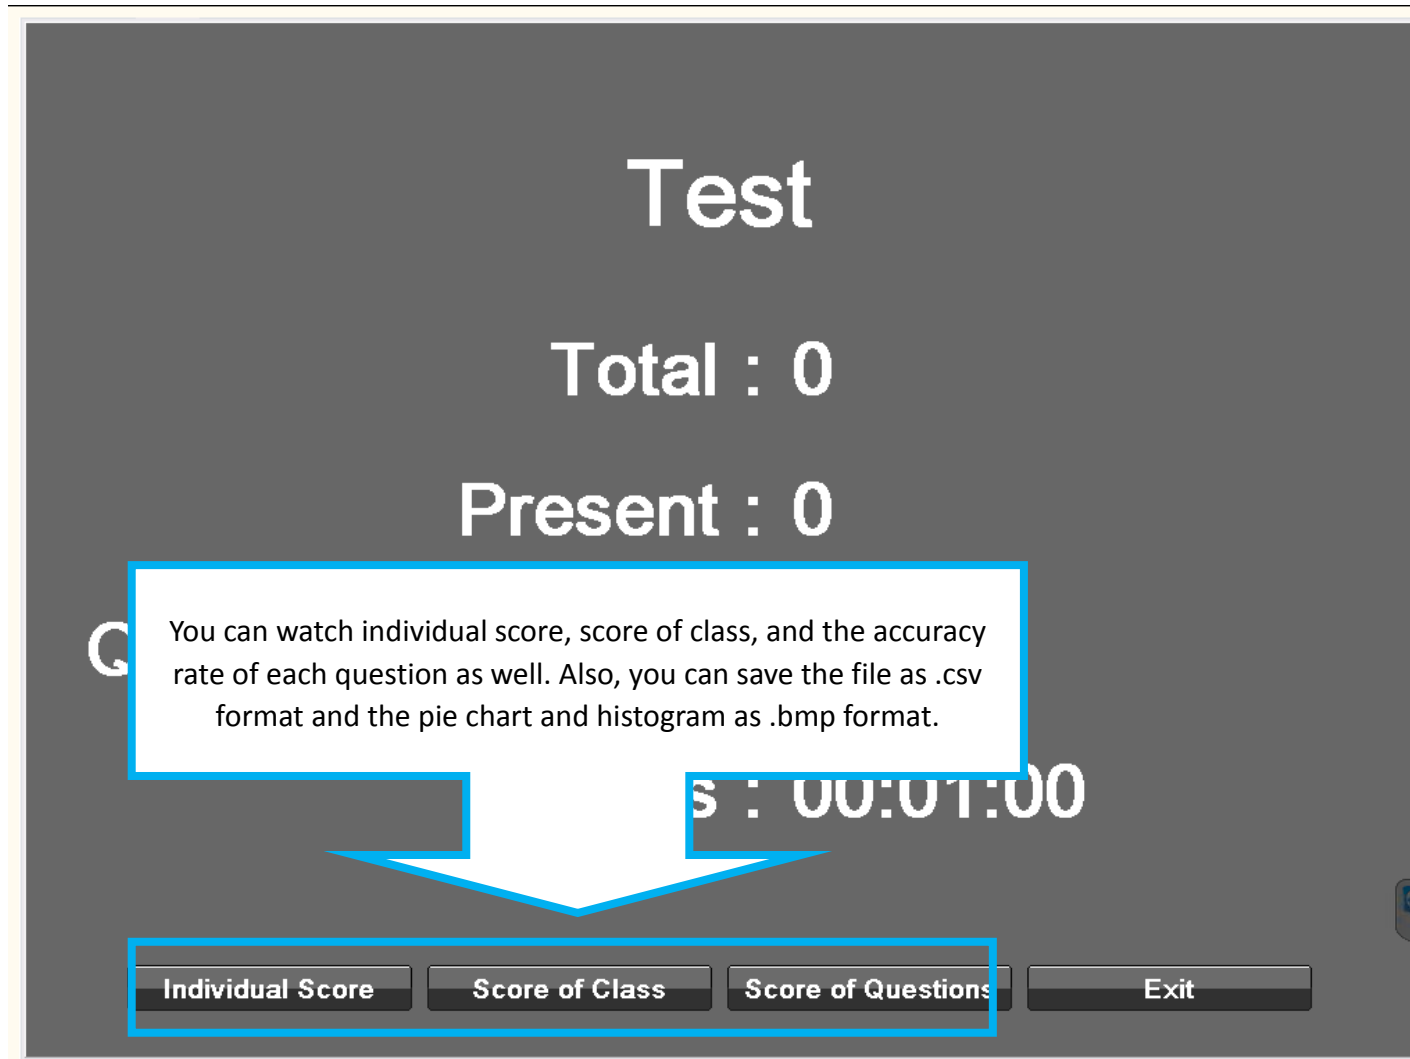 Test
Total : 0
Present : 0
You can watch individual score, score of class, and the accuracy
rate of each question as well. Also, you can save the file as .csv
format and the pie chart and histogram as .bmp format.
s : 00:01:00
Individual Score Score of Class Score of Questions Exit